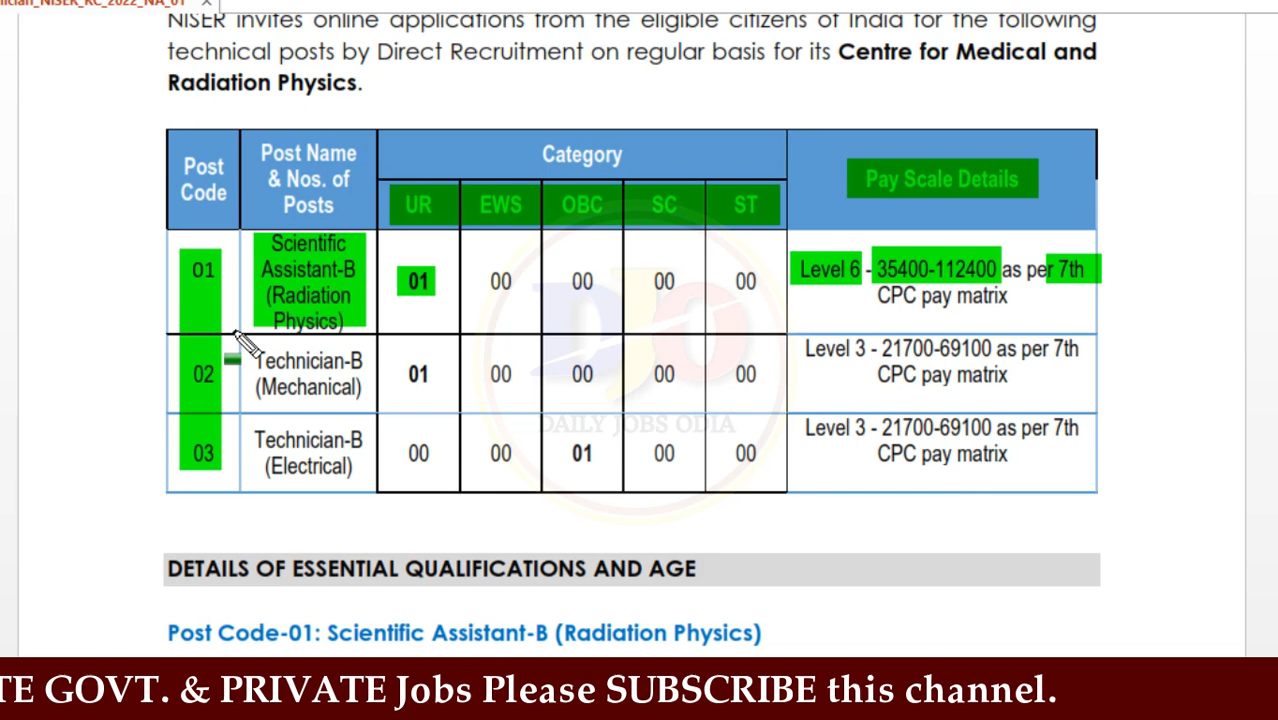 nician_NISER_RC_2022_NA_01 ×
NISER invites online applications from the eligible citizens of India for the following
technical posts by Direct Recruitment on regular basis for its Centre for Medical and
Radiation Physics.
Post Code
Post Name & Nos. of Posts
Category
Pay Scale Details
UR EWS OBC SC ST
01
Scientific
Assistant-B
(Radiation
Physics)
01 00 00 00 00
Level 6 - 35400-112400 as per 7th
CPC pay matrix
02
Technician-B
(Mechanical)
01 00 00 00 00
Level 3 - 21700-69100 as per 7th
CPC pay matrix
03
Technician-B
(Electrical)
00 00 01 00 00
Level 3 - 21700-69100 as per 7th
CPC pay matrix
DJO
DAILY JOBS ODIA
DETAILS OF ESSENTIAL QUALIFICATIONS AND AGE
Post Code-01: Scientific Assistant-B (Radiation Physics)
TE GOVT. & PRIVATE Jobs Please SUBSCRIBE this channel.